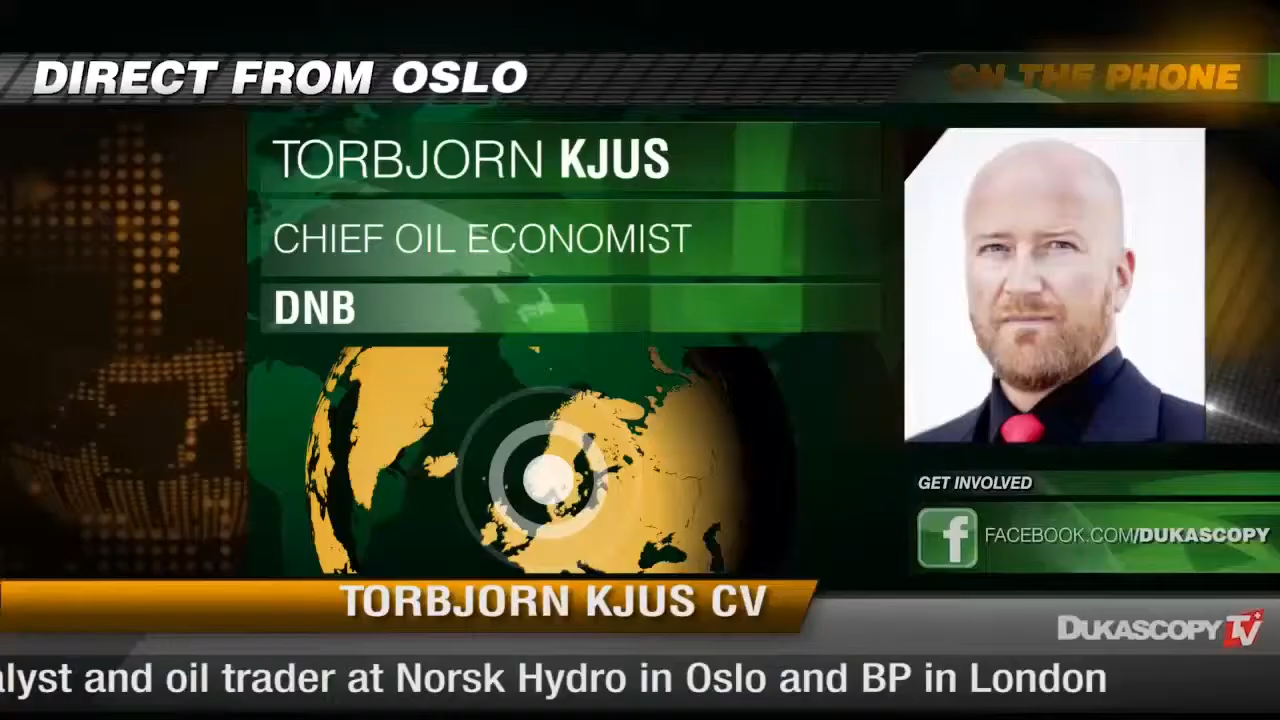 DIRECT FROM OSLO
ON THE PHONE
TORBJORN KJUS
CHIEF OIL ECONOMIST
DNB
GET INVOLVED
f FACEBOOK.COM/DUKASCOPY
TORBJORN KJUS CV
DUKASCOPY TV
and oil trader at Norsk Hydro in Oslo and BP in London